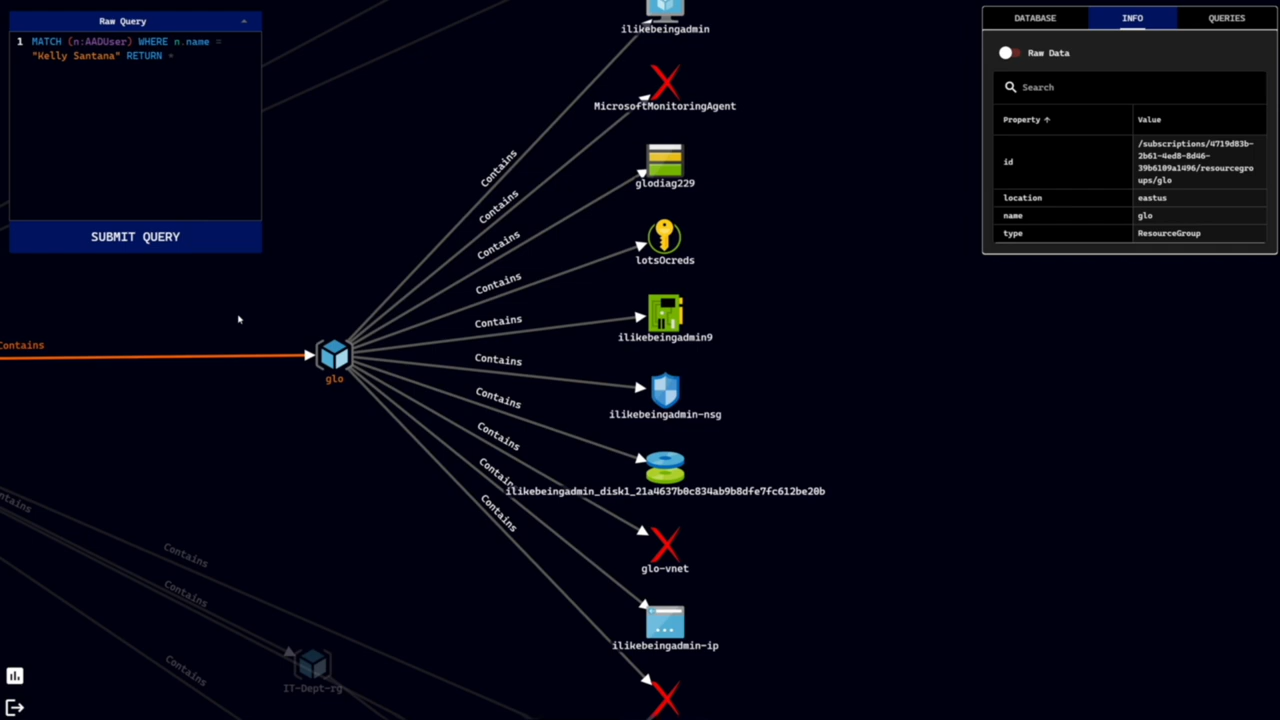 Raw Query
1 MATCH (n:AADUser) WHERE n.name =
"Kelly Santana" RETURN *
SUBMIT QUERY
DATABASE
INFO
QUERIES
Raw Data
Search
Property ↑
Value
id
/subscriptions/4719d83b-
2b61-4ed8-8d46-
39b6109a1496/resourcegro
ups/glo
location
eastus
name
glo
type
ResourceGroup
ilikebeingadmin
MicrosoftMonitoringAgent
Contains
glodiag229
Contains
lotsOcreds
Contains
Contains
Contains
ilikebeingadmin9
Contains
Contains
glo
Contains
ilikebeingadmin-nsg
Contains
Contains
Contains
ilikebeingadmin_disk1_21a4637b0c834ab9b8dfe7fc612be20b
Contains
glo-vnet
Contains
Contains
ilikebeingadmin-ip
Contains
IT-Dept-rg